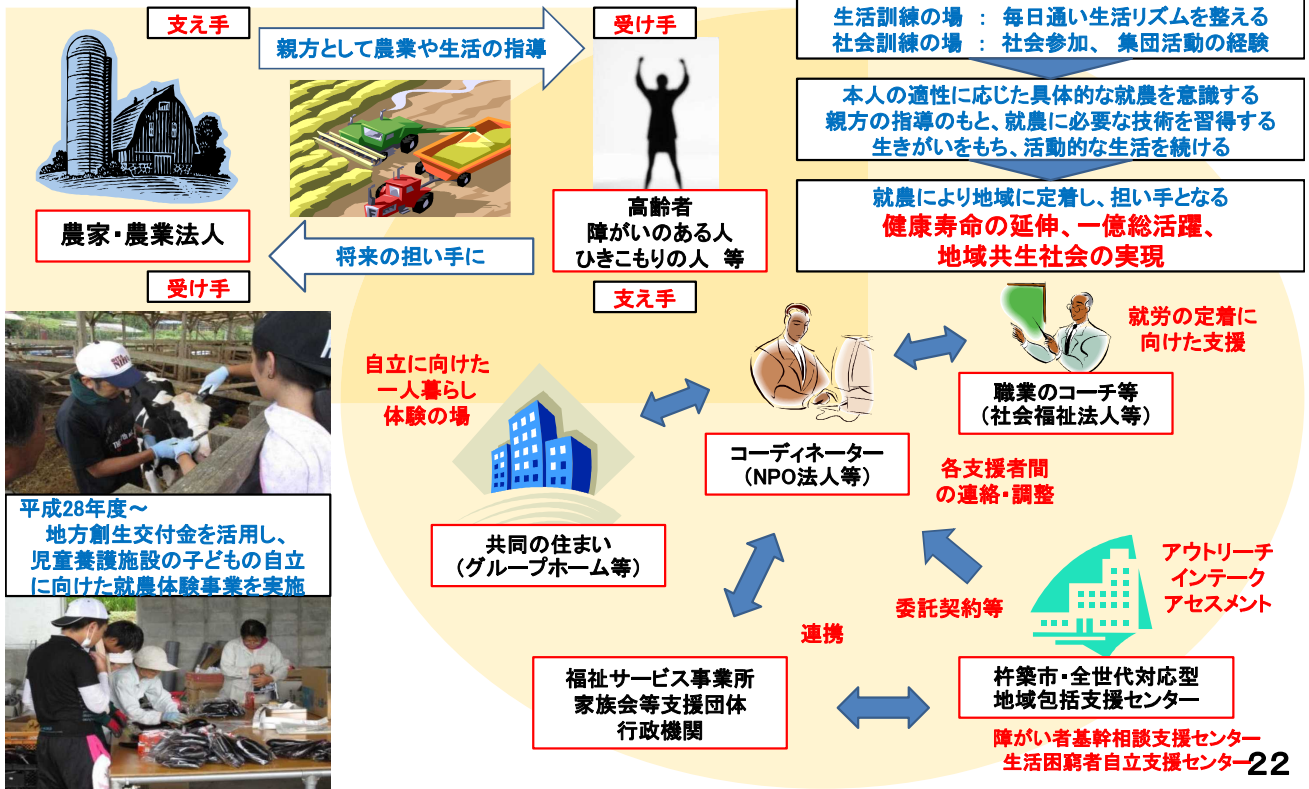 支え手
親方として農業や生活の指導
受け手
農家・農業法人
将来の担い手に
高齢者
障がいのある人
ひきこもりの人　等
受け手
支え手
生活訓練の場　：　毎日通い生活リズムを整える
社会訓練の場　：　社会参加、　集団活動の経験
本人の適性に応じた具体的な就農を意識する
親方の指導のもと、就農に必要な技術を習得する
生きがいをもち、活動的な生活を続ける
就農により地域に定着し、担い手となる
健康寿命の延伸、一億総活躍、
地域共生社会の実現
自立に向けた
一人暮らし
体験の場
就労の定着に
向けた支援
職業のコーチ等
（社会福祉法人等）
コーディネーター
（NPO法人等）
各支援者間
の連絡・調整
平成28年度～
地方創生交付金を活用し、
児童養護施設の子どもの自立
に向けた就農体験事業を実施
共同の住まい
（グループホーム等）
アウトリーチ
インテーク
アセスメント
委託契約等
連携
福祉サービス事業所
家族会等支援団体
行政機関
杵築市・全世代対応型
地域包括支援センター
障がい者基幹相談支援センター
生活困窮者自立支援センター
22